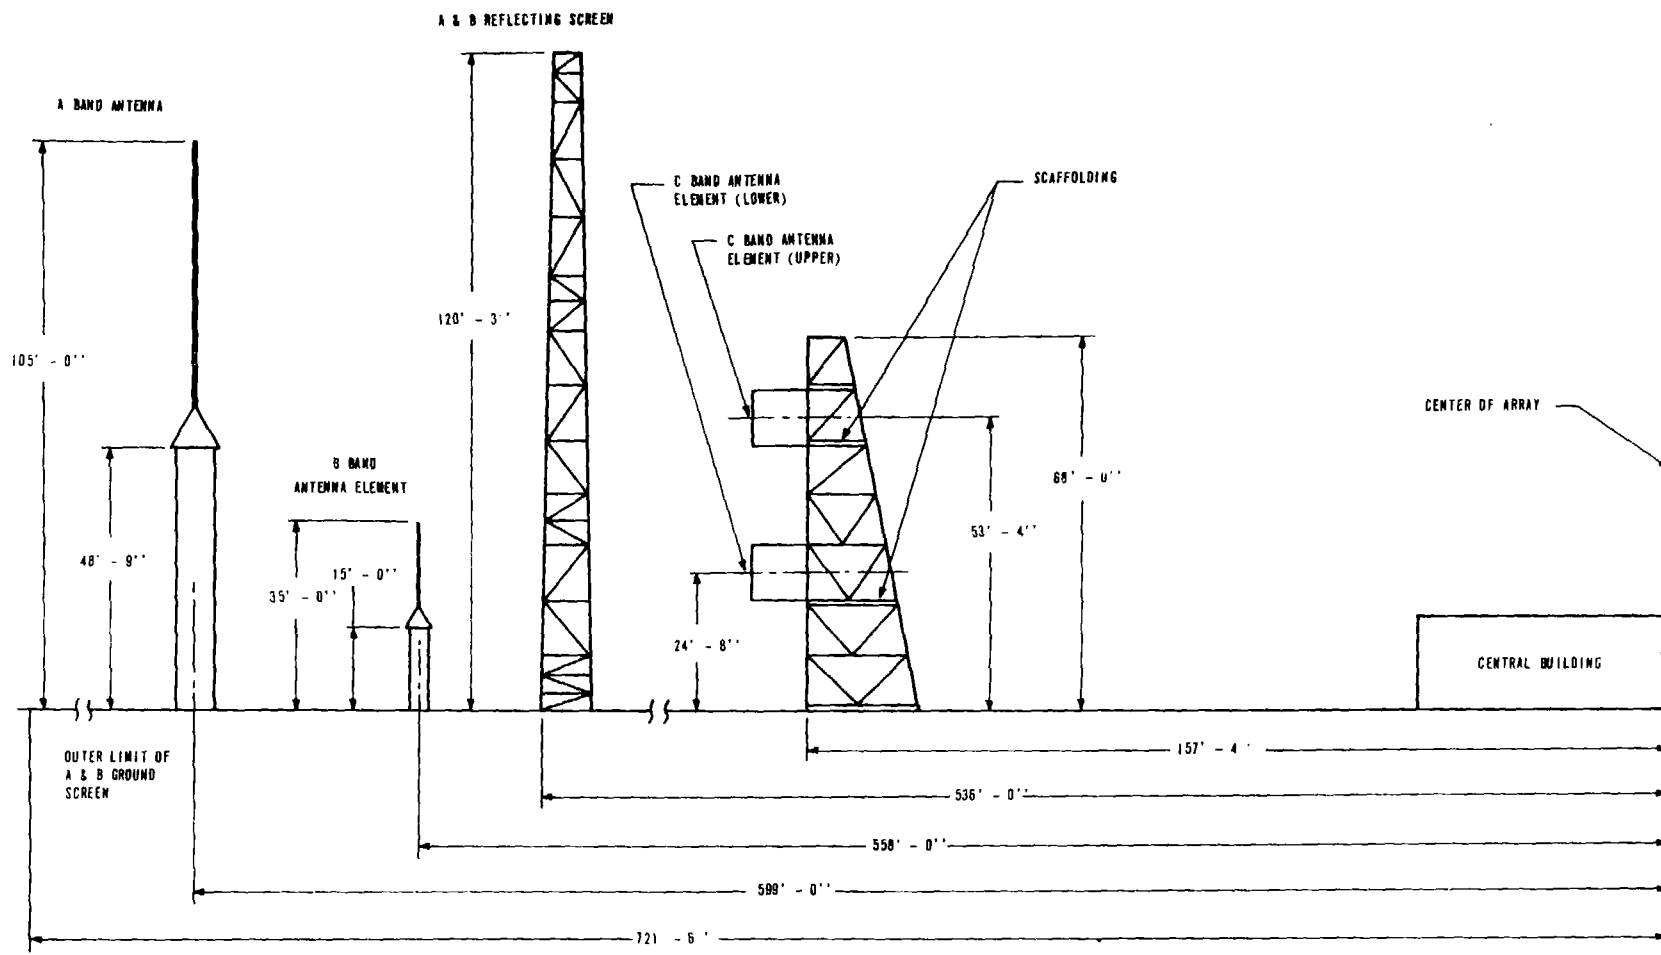 A & B REFLECTING SCREEN
A BAND ANTENNA
C BAND ANTENNA
ELEMENT (LOWER)
SCAFFOLDING
C BAND ANTENNA
ELEMENT (UPPER)
120' - 3''
105' - 0''
CENTER OF ARRAY
B BAND
ANTENNA ELEMENT
68' - 0''
53' - 4''
48' - 9''
15' - 0''
35' - 0''
24' - 8''
CENTRAL BUILDING
OUTER LIMIT OF
A & B GROUND
SCREEN
157' - 4'
536' - 0''
558' - 0''
599' - 0''
721 - 6'